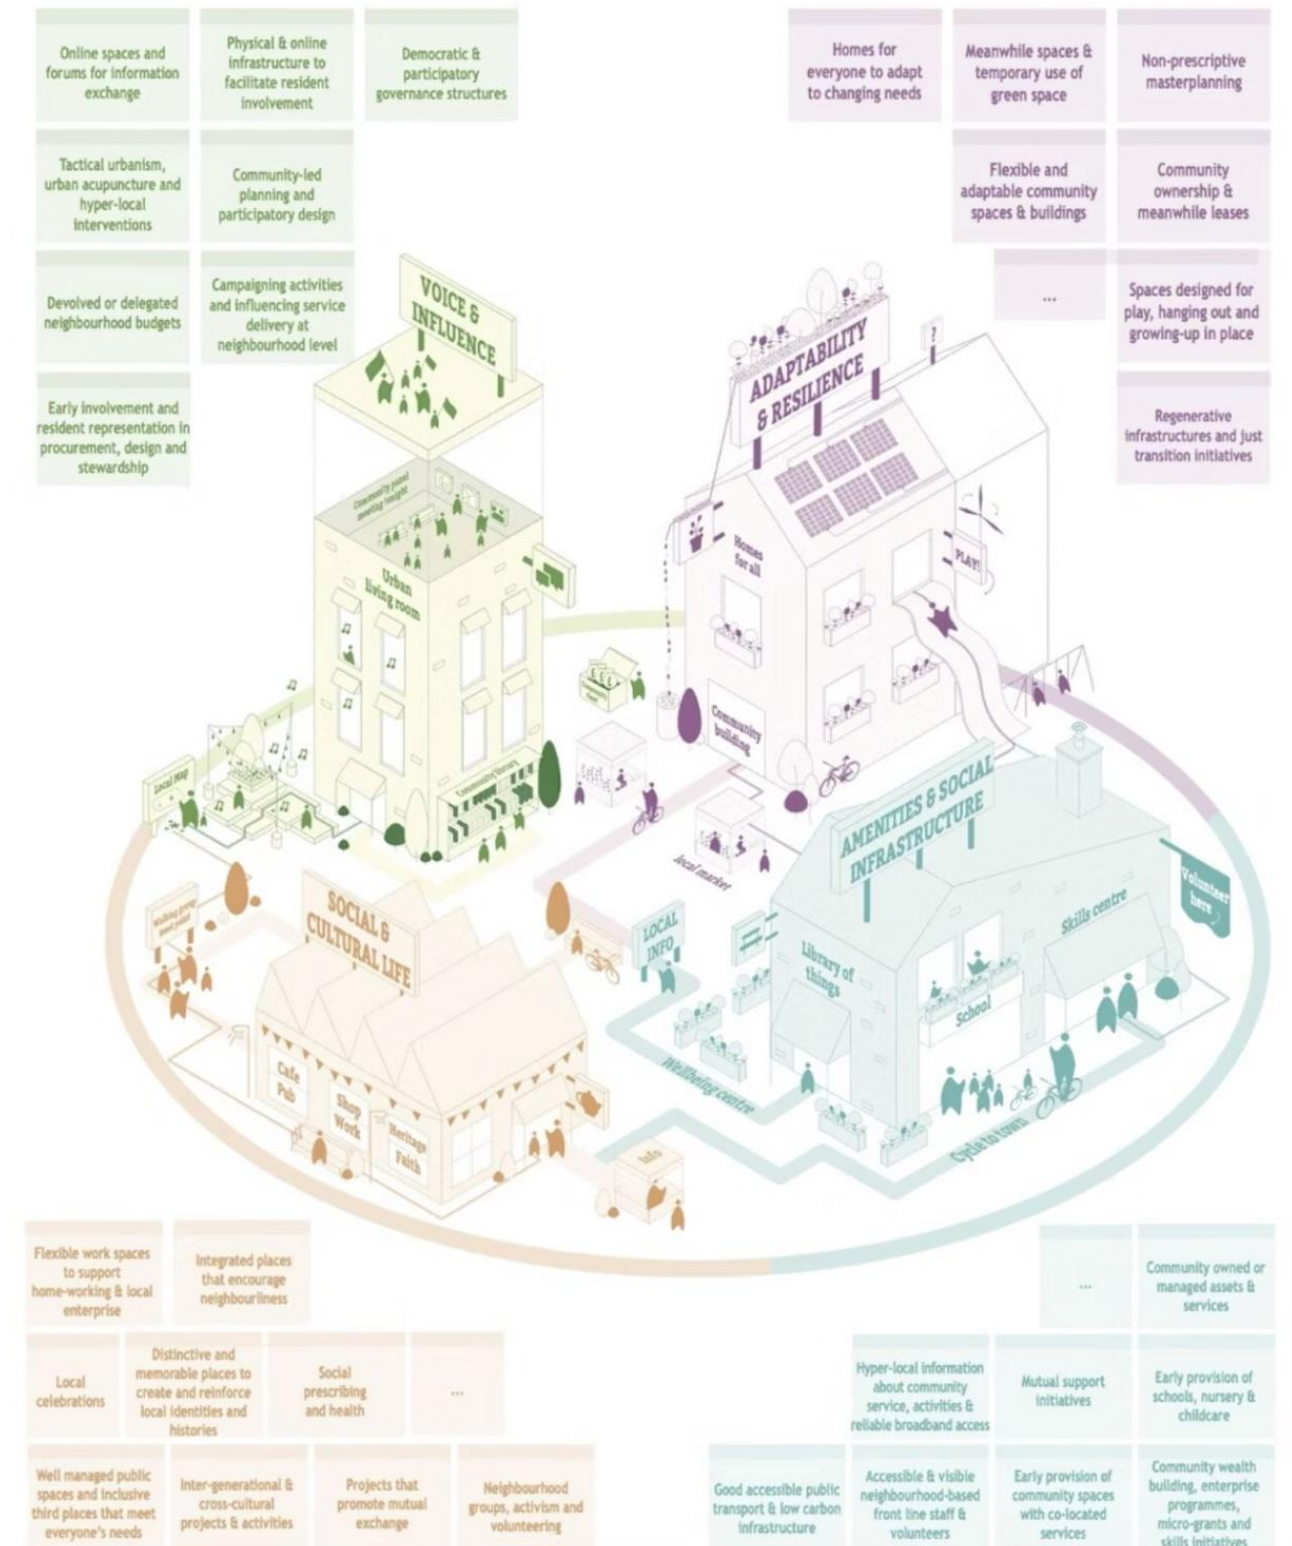 Online spaces and
forums for information
exchange
Physical & online
infrastructure to
facilitate resident
involvement
Democratic &
participatory
governance structures
Tactical urbanism,
urban acupuncture and
hyper-local
interventions
Community-led
planning and
participatory design
Devolved or delegated
neighbourhood budgets
Campaigning activities
and influencing service
delivery at
neighbourhood level
Early involvement and
resident representation in
procurement, design and
stewardship
Homes for
everyone to adapt
to changing needs
Meanwhile spaces &
temporary use of
green space
Non-prescriptive
masterplanning
Flexible and
adaptable community
spaces & buildings
Community
ownership &
meanwhile leases
...
Spaces designed for
play, hanging out and
growing-up in place
Regenerative
infrastructures and just
transition initiatives
VOICE &
INFLUENCE
Community panel
meeting tonight
Urban
living room
Community library
Local Map
ADAPTABILITY
& RESILIENCE
?
Homes
for all
PLAY!
Community
building
local market
SOCIAL &
CULTURAL LIFE
Walking group
meet point
Cafe
Pub
Shop
Work
Heritage
Faith
Info
AMENITIES & SOCIAL
INFRASTRUCTURE
LOCAL
INFO
Library of
things
Skills centre
Volunteer
here
School
Wellbeing centre
Cycle to town
Flexible work spaces
to support
home-working & local
enterprise
Integrated places
that encourage
neighbourliness
Local
celebrations
Distinctive and
memorable places to
create and reinforce
local identities and
histories
Social
prescribing
and health
...
Well managed public
spaces and inclusive
third places that meet
everyone's needs
Inter-generational &
cross-cultural
projects & activities
Projects that
promote mutual
exchange
Neighbourhood
groups, activism and
volunteering
...
Community owned or
managed assets &
services
Hyper-local information
about community
service, activities &
reliable broadband access
Mutual support
initiatives
Early provision of
schools, nursery &
childcare
Good accessible public
transport & low carbon
infrastructure
Accessible & visible
neighbourhood-based
front line staff &
volunteers
Early provision of
community spaces
with co-located
services
Community wealth
building, enterprise
programmes,
micro-grants and
skills initiatives